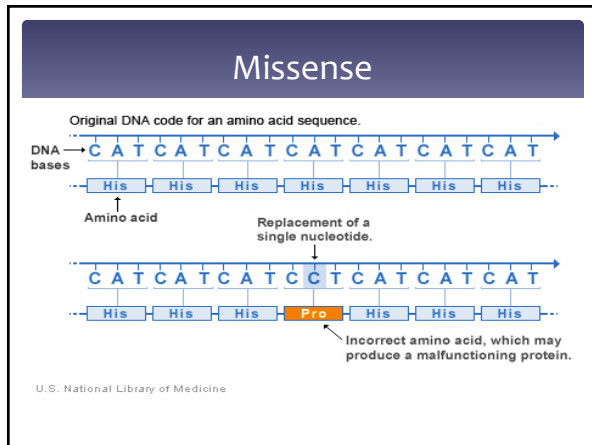 Missense
Original DNA code for an amino acid sequence.
DNA bases
C A T C A T C A T C A T C A T C A T C A T
His His His His His His His
Amino acid
Replacement of a
single nucleotide.
C A T C A T C A T C C T C A T C A T C A T
His His His Pro His His His
Incorrect amino acid, which may
produce a malfunctioning protein.
U.S. National Library of Medicine